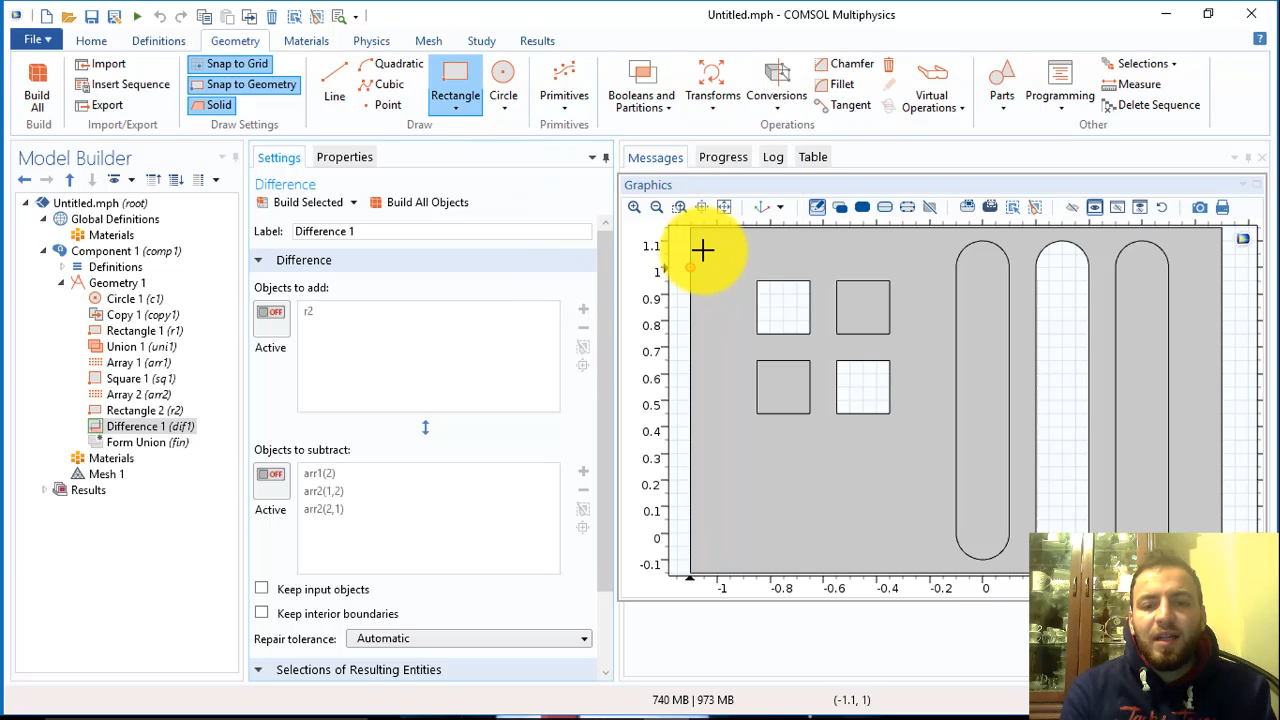 Untitled.mph - COMSOL Multiphysics
File
Home
Definitions
Geometry
Materials
Physics
Mesh
Study
Results
Build All
Build
Import
Insert Sequence
Export
Import/Export
Snap to Grid
Snap to Geometry
Solid
Draw Settings
Line
Quadratic
Cubic
Point
Rectangle
Circle
Draw
Primitives
Primitives
Booleans and Partitions
Transforms
Conversions
Chamfer
Fillet
Tangent
Virtual Operations
Operations
Parts
Programming
Selections
Measure
Delete Sequence
Other
Model Builder
Untitled.mph (root)
Global Definitions
Materials
Component 1 (comp1)
Definitions
Geometry 1
Circle 1 (c1)
Copy 1 (copy1)
Rectangle 1 (r1)
Union 1 (uni1)
Array 1 (arr1)
Square 1 (sq1)
Array 2 (arr2)
Rectangle 2 (r2)
Difference 1 (dif1)
Form Union (fin)
Materials
Mesh 1
Results
Settings
Properties
Difference
Build Selected
Build All Objects
Label:
Difference 1
Difference
Objects to add:
OFF
Active
r2
Objects to subtract:
OFF
Active
arr1(2)
arr2(1,2)
arr2(2,1)
Keep input objects
Keep interior boundaries
Repair tolerance:
Automatic
Selections of Resulting Entities
Messages
Progress
Log
Table
Graphics
1.1
1
0.9
0.8
0.7
0.6
0.5
0.4
0.3
0.2
0.1
0
-0.1
-1
-0.8
-0.6
-0.4
-0.2
0
740 MB | 973 MB
(-1.1, 1)